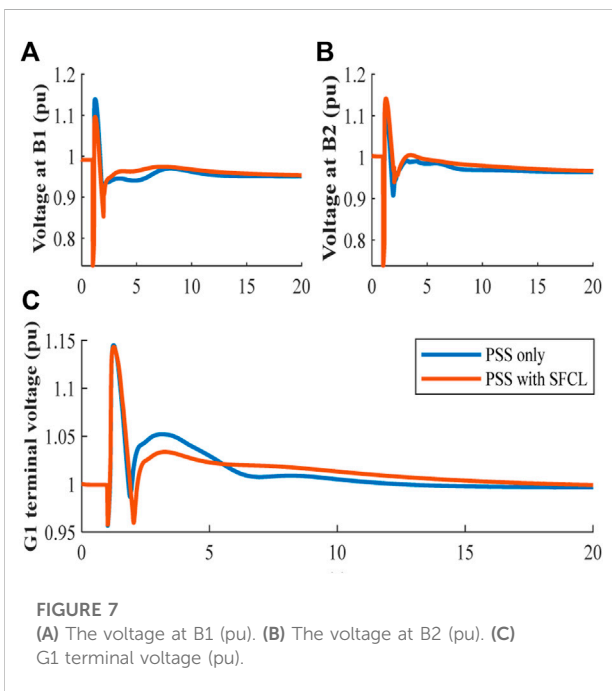 A
Voltage at B1 (pu)
1.2
1.1
1
0.9
0.8
0 5 10 15 20
B
Voltage at B2 (pu)
1.2
1.1
1
0.9
0.8
0 5 10 15 20
C
G1 terminal voltage (pu)
1.15
1.1
1.05
1
0.95
0 5 10 15 20
PSS only
PSS with SFCL
FIGURE 7
(A) The voltage at B1 (pu). (B) The voltage at B2 (pu). (C)
G1 terminal voltage (pu).